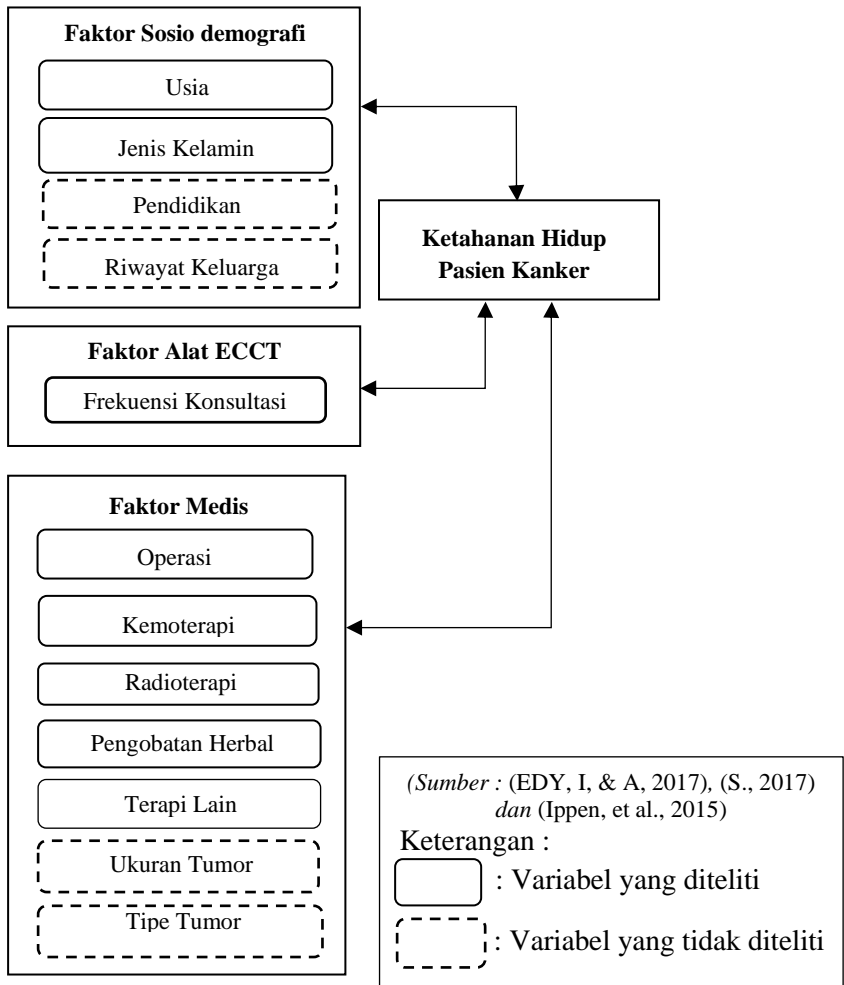 Faktor Sosio demografi
Usia
Jenis Kelamin
Pendidikan
Riwayat Keluarga
Ketahanan Hidup
Pasien Kanker
Faktor Alat ECCT
Frekuensi Konsultasi
Faktor Medis
Operasi
Kemoterapi
Radioterapi
Pengobatan Herbal
Terapi Lain
Ukuran Tumor
Tipe Tumor
(Sumber : (EDY, I, & A, 2017), (S., 2017)
dan (Ippen, et al., 2015)
Keterangan :
: Variabel yang diteliti
: Variabel yang tidak diteliti